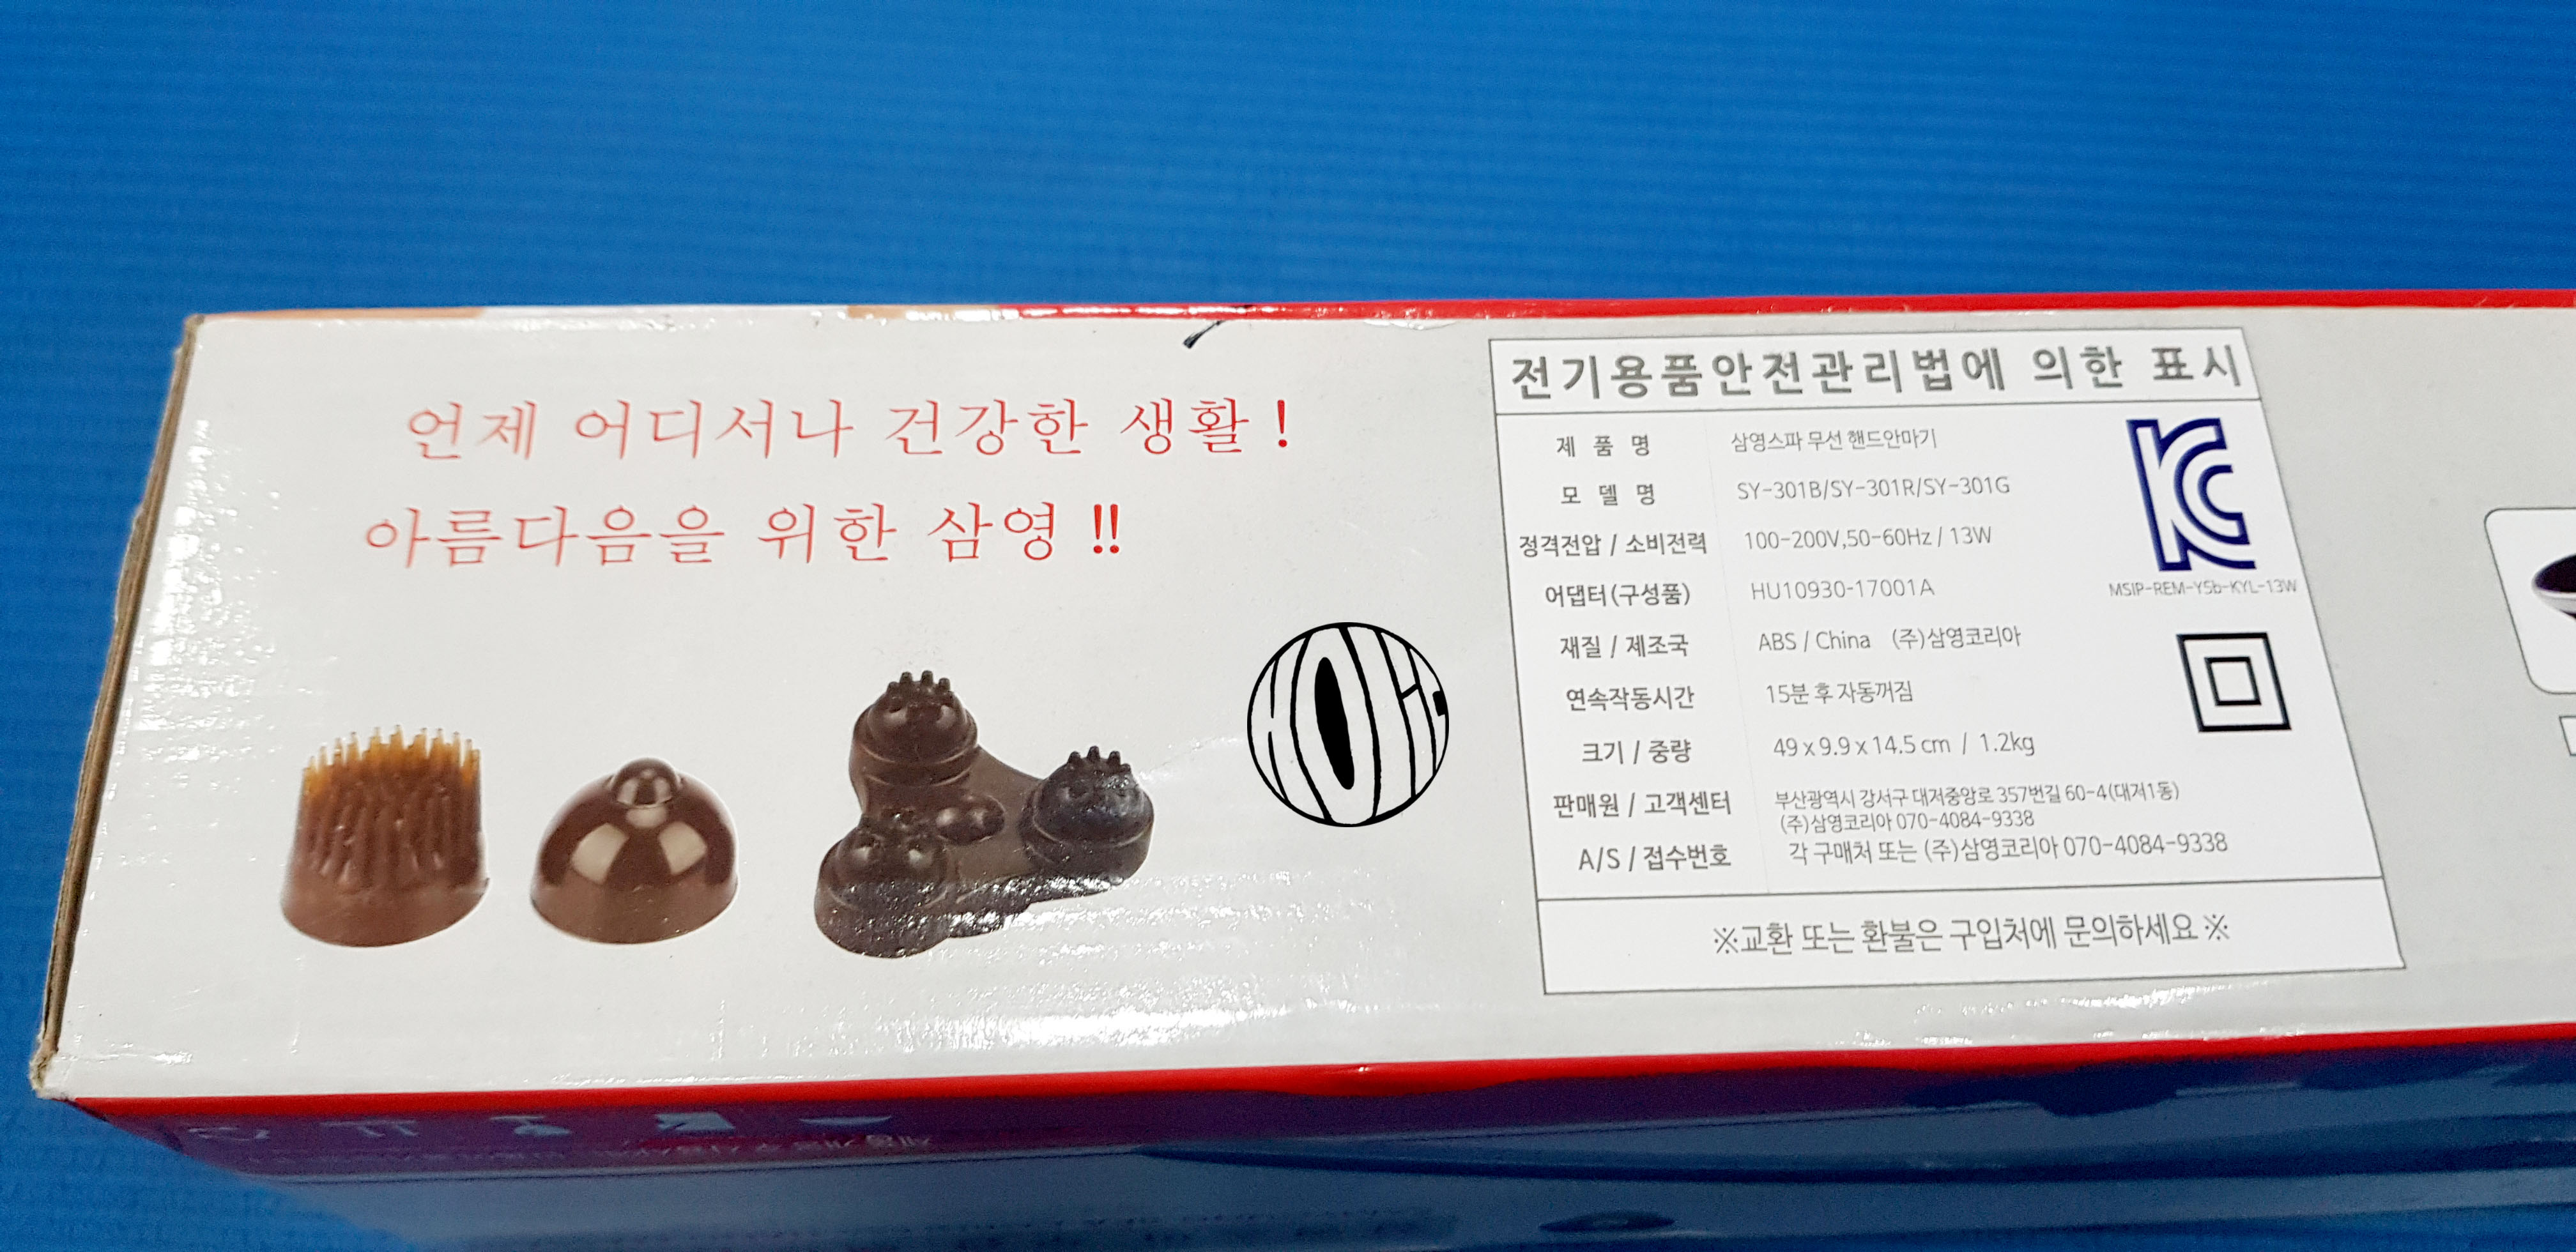 언제 어디서나 건강한 생활!
아름다음을 위한 삼영!!
전기용품안전관리법에 의한 표시
제 품 명 삼영스파 무선 핸드안마기
모 델 명 SY-301B/SY-301R/SY-301G
정격전압 / 소비전력 100-200V,50-60Hz / 13W
어댑터(구성품) HU10930-17001A
재질 / 제조국 ABS / China (주)삼영코리아
연속작동시간 15분 후 자동꺼짐
크기 / 중량 49 x 9.9 x 14.5 cm / 1.2kg
판매원 / 고객센터 부산광역시 강서구 대저중앙로 357번길 60-4(대저1동)
(주)삼영코리아 070-4084-9338
A/S / 접수번호 각 구매처 또는 (주)삼영코리아 070-4084-9338
※교환 또는 환불은 구입처에 문의하세요※
MSIP-REM-Y5b-KYL-13W